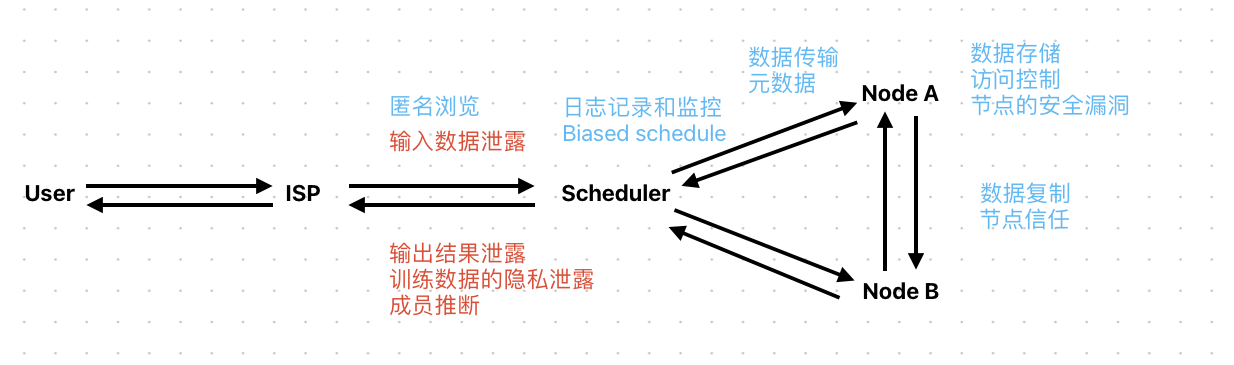 匿名浏览
输入数据泄露
日志记录和监控
Biased schedule
数据传输
元数据
Node A
数据存储
访问控制
节点的安全漏洞
User
ISP
Scheduler
数据复制
节点信任
输出结果泄露
训练数据的隐私泄露
成员推断
Node B